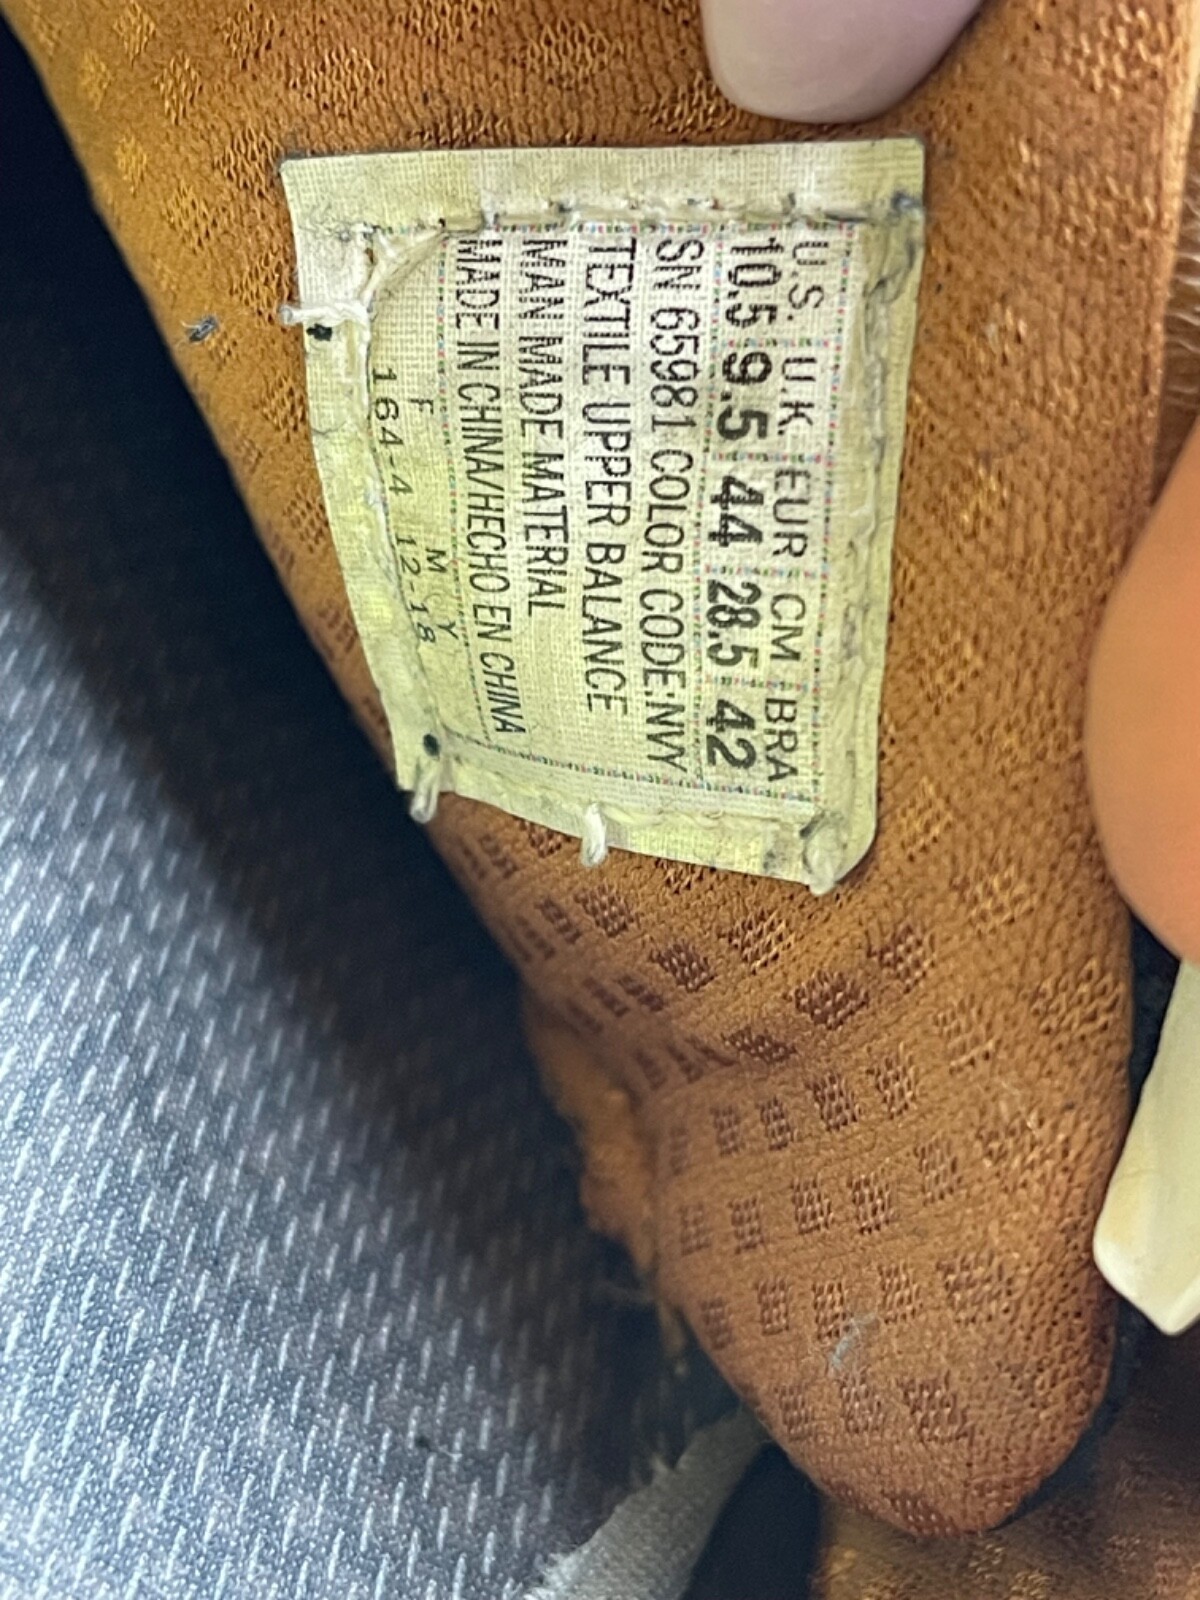 U.S. U.K. EUR CM BRA
10.5 9.5 44 28.5 42
SN 65981 COLOR CODE:NVY
TEXTILE UPPER BALANCE
MAN MADE MATERIAL
MADE IN CHINA/HECHO EN CHINA
F M Y
164-4 12-18